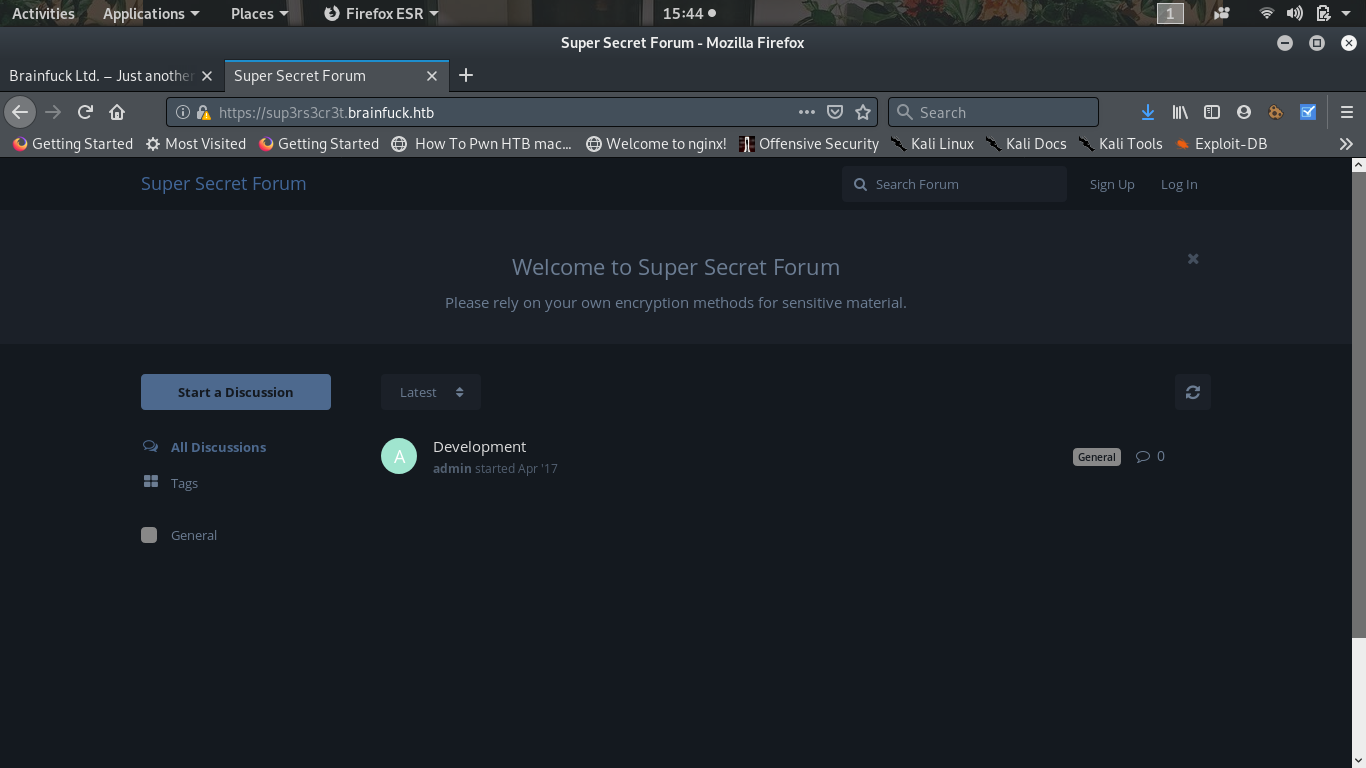 Activities Applications Places Firefox ESR 15:44 1
Super Secret Forum - Mozilla Firefox
Brainfuck Ltd. – Just another Super Secret Forum
https://sup3rs3cr3t.brainfuck.htb Search
Getting Started Most Visited Getting Started How To Pwn HTB mac... Welcome to nginx! Offensive Security Kali Linux Kali Docs Kali Tools Exploit-DB
Super Secret Forum Search Forum Sign Up Log In
Welcome to Super Secret Forum
Please rely on your own encryption methods for sensitive material.
Start a Discussion Latest
All Discussions
A Development
admin started Apr '17 General 0
Tags
General